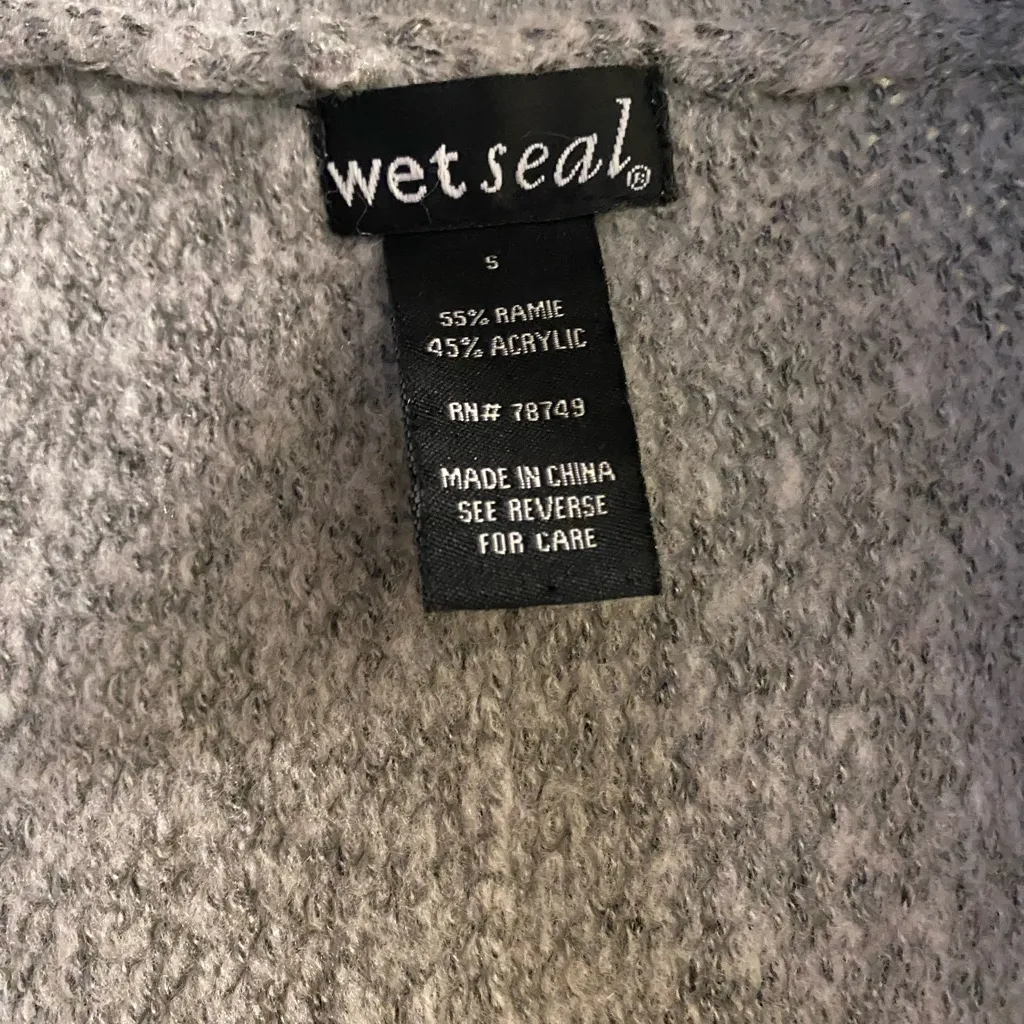 wet seal®
S
55% RAMIE
45% ACRYLIC
RN# 78749
MADE IN CHINA
SEE REVERSE
FOR CARE